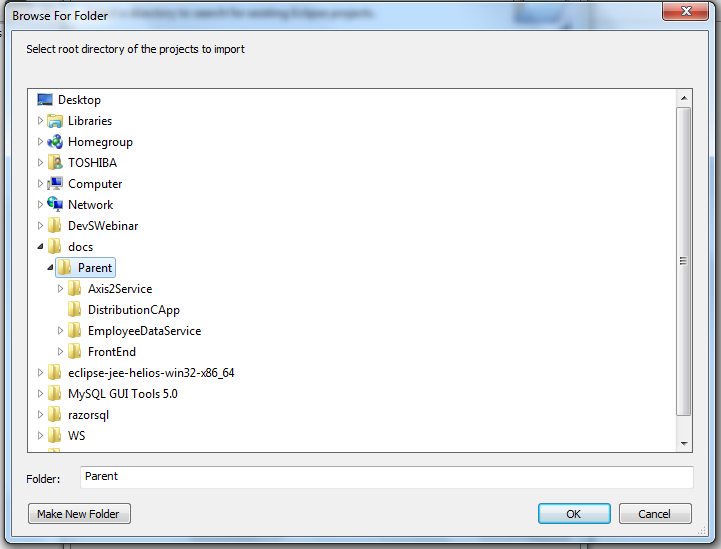 Browse For Folder
Select root directory of the projects to import
Desktop
Libraries
Homegroup
TOSHIBA
Computer
Network
DevSWebinar
docs
Parent
Axis2Service
DistributionCApp
EmployeeDataService
FrontEnd
eclipse-jee-helios-win32-x86_64
MySQL GUI Tools 5.0
razorsql
WS
Folder: Parent
Make New Folder OK Cancel